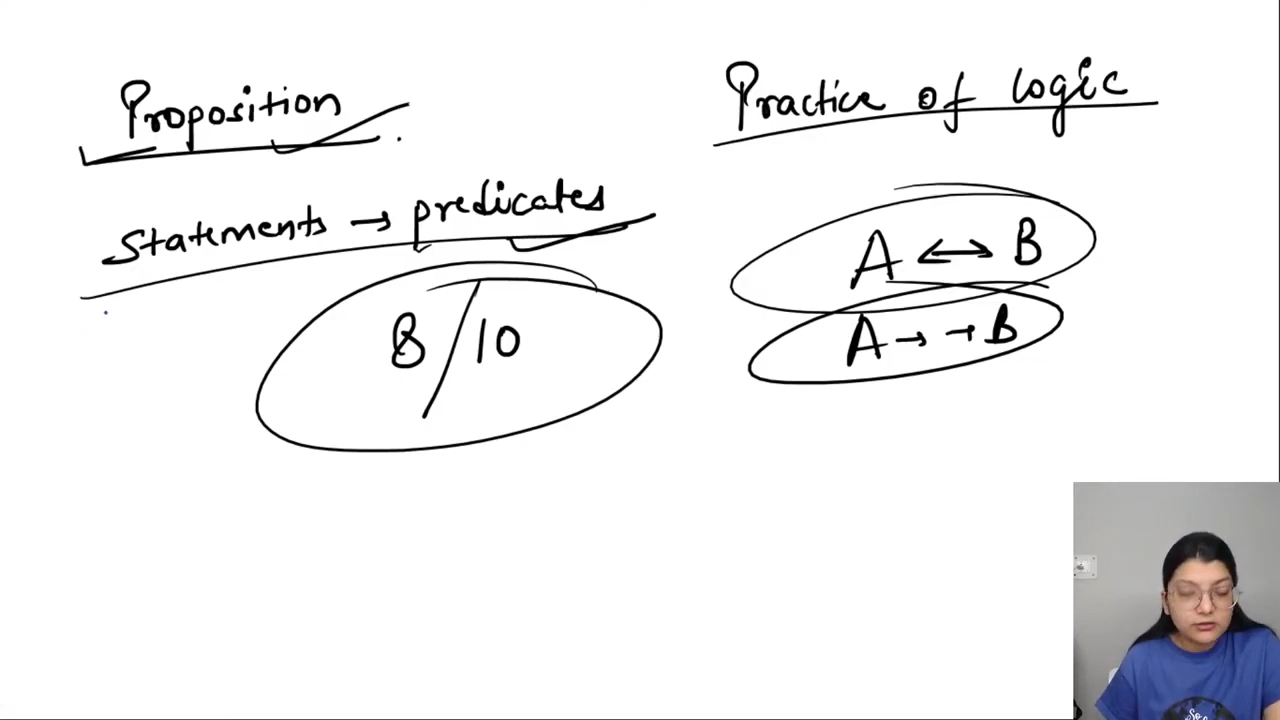 Proposition
Statements → predicates
8/10
Practice of logic
A ↔ B
A → → B